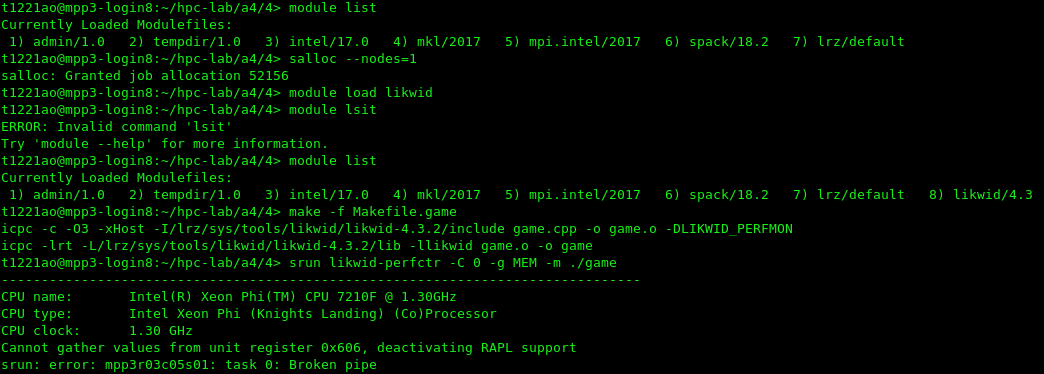 t1221ao@mpp3-login8:~/hpc-lab/a4/4> module list
Currently Loaded Modulefiles:
 1) admin/1.0   2) tempdir/1.0   3) intel/17.0   4) mkl/2017   5) mpi.intel/2017   6) spack/18.2   7) lrz/default
t1221ao@mpp3-login8:~/hpc-lab/a4/4> salloc --nodes=1
salloc: Granted job allocation 52156
t1221ao@mpp3-login8:~/hpc-lab/a4/4> module load likwid
t1221ao@mpp3-login8:~/hpc-lab/a4/4> module lsit
ERROR: Invalid command 'lsit'
Try 'module --help' for more information.
t1221ao@mpp3-login8:~/hpc-lab/a4/4> module list
Currently Loaded Modulefiles:
 1) admin/1.0   2) tempdir/1.0   3) intel/17.0   4) mkl/2017   5) mpi.intel/2017   6) spack/18.2   7) lrz/default   8) likwid/4.3
t1221ao@mpp3-login8:~/hpc-lab/a4/4> make -f Makefile.game
icpc -c -O3 -xHost -I/lrz/sys/tools/likwid/likwid-4.3.2/include game.cpp -o game.o -DLIKWID_PERFMON
icpc -lrt -L/lrz/sys/tools/likwid/likwid-4.3.2/lib -llikwid game.o -o game
t1221ao@mpp3-login8:~/hpc-lab/a4/4> srun likwid-perfctr -C 0 -g MEM -m ./game
--------------------------------------------------------------------------------
CPU name:       Intel(R) Xeon Phi(TM) CPU 7210F @ 1.30GHz
CPU type:       Intel Xeon Phi (Knights Landing) (Co)Processor
CPU clock:      1.30 GHz
Cannot gather values from unit register 0x606, deactivating RAPL support
srun: error: mpp3r03c05s01: task 0: Broken pipe